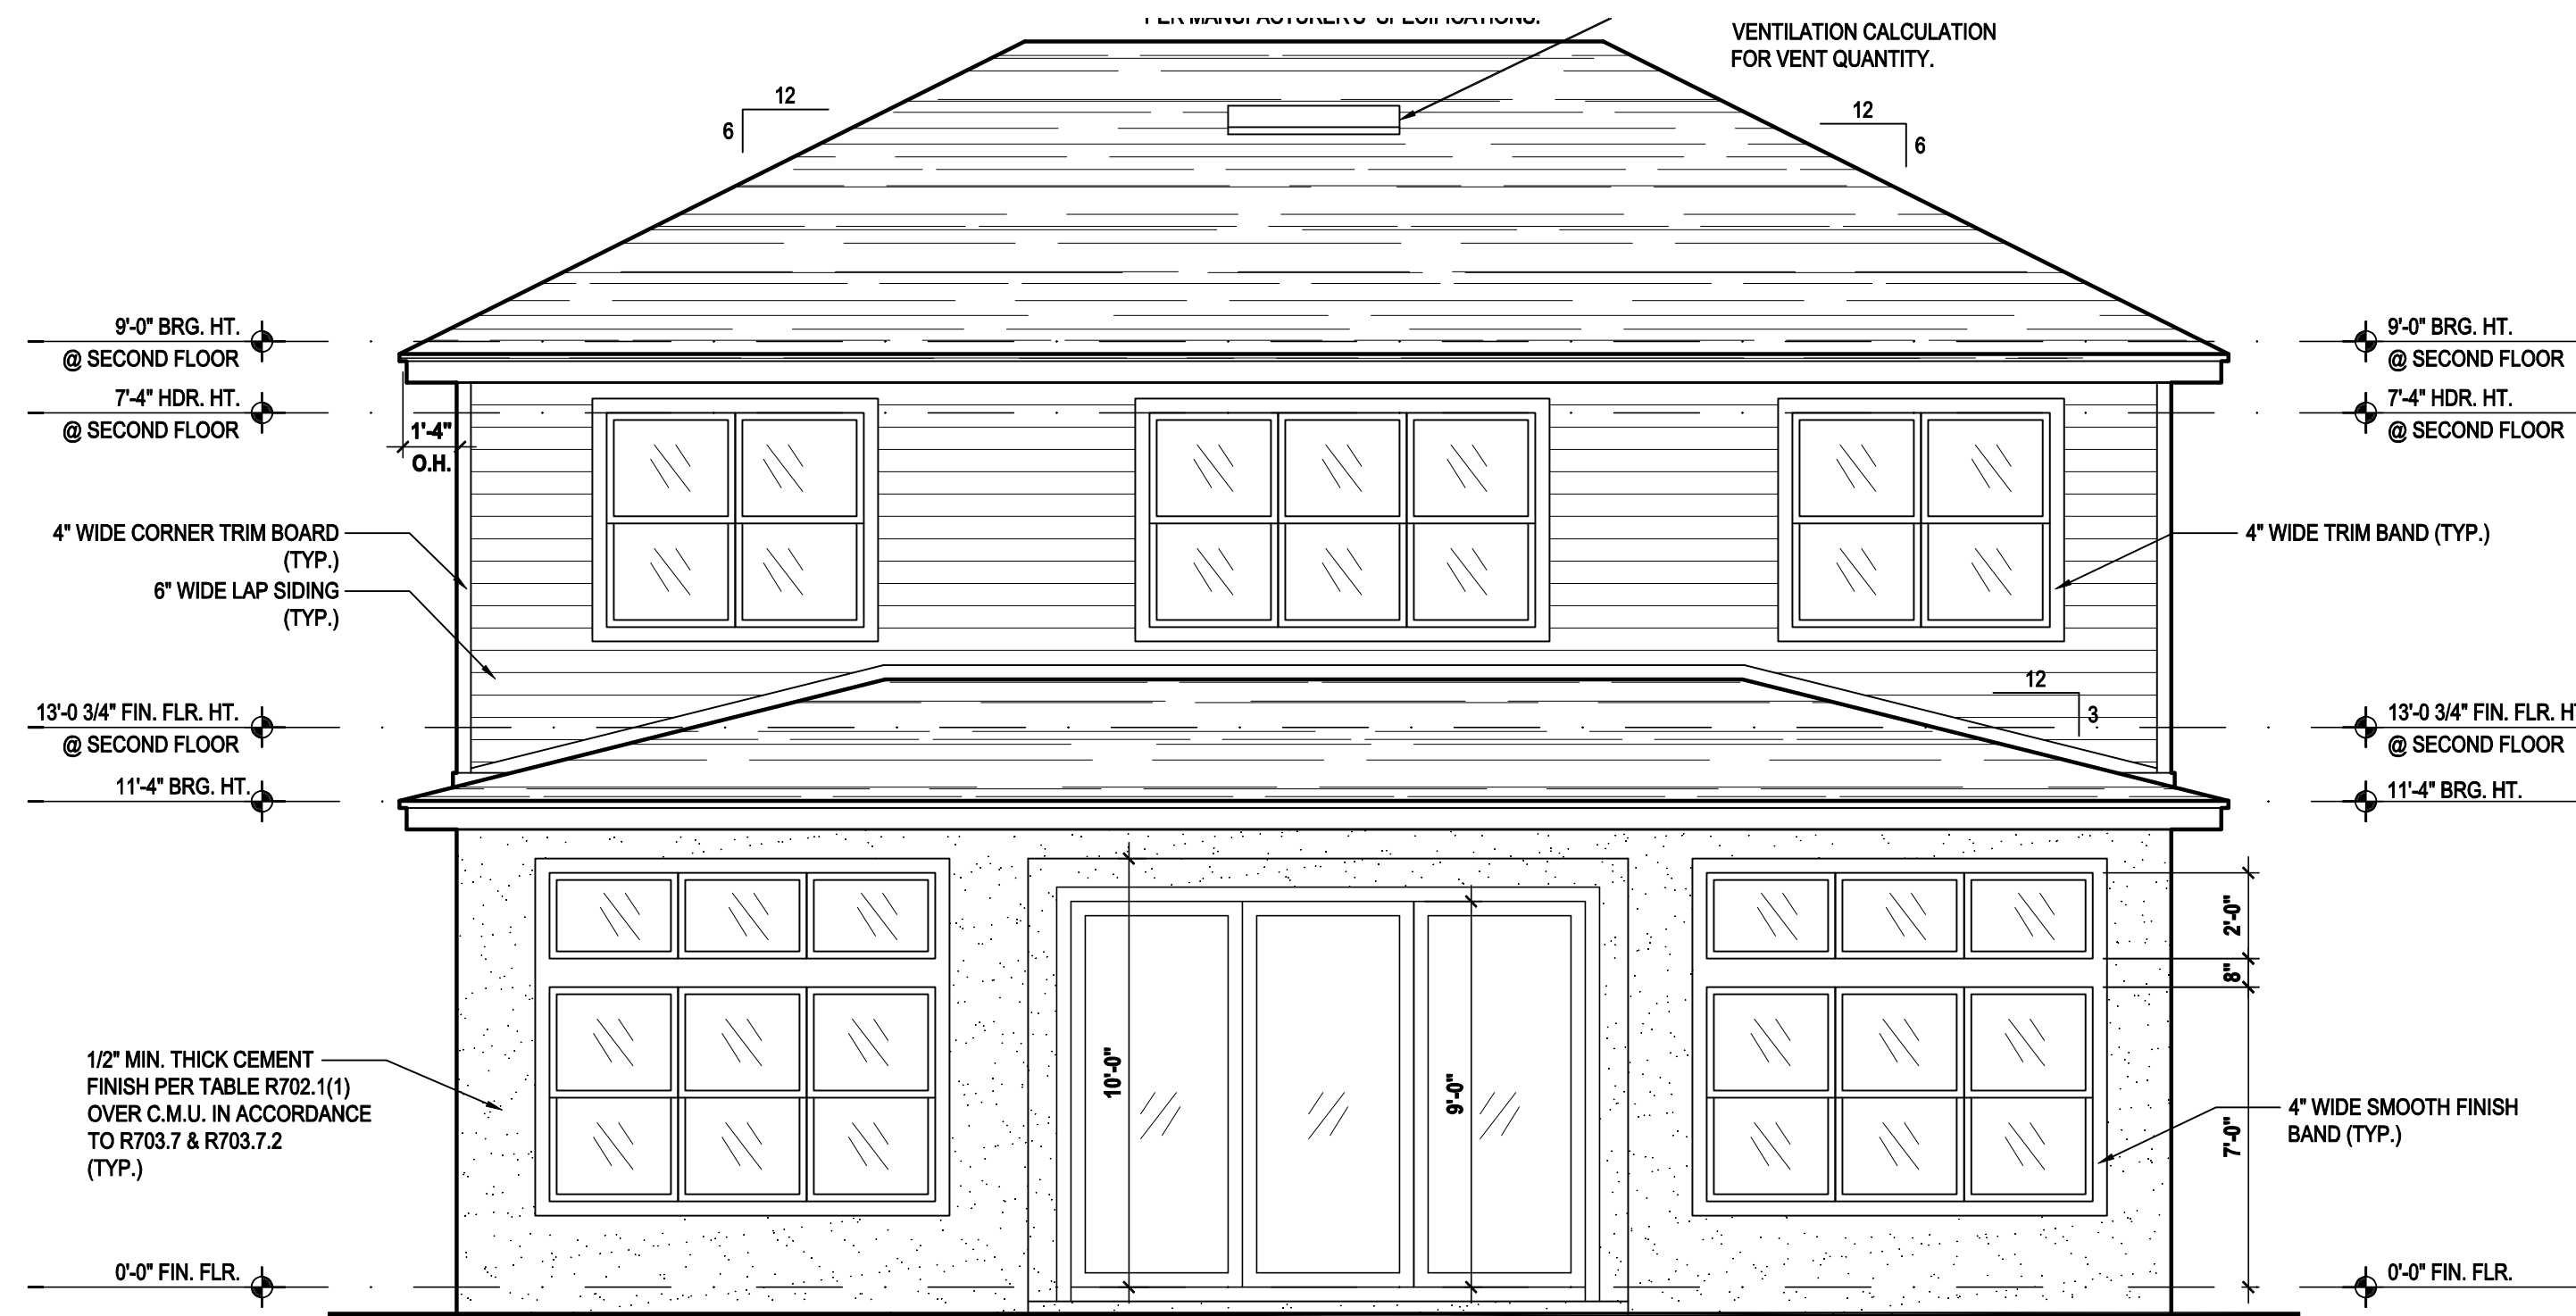 PER MANUFACTURER'S SPECIFICATIONS.
VENTILATION CALCULATION
FOR VENT QUANTITY.
12
6
12
6
9'-0" BRG. HT.
@ SECOND FLOOR
9'-0" BRG. HT.
@ SECOND FLOOR
7'-4" HDR. HT.
@ SECOND FLOOR
7'-4" HDR. HT.
@ SECOND FLOOR
1'-4"
O.H.
4" WIDE CORNER TRIM BOARD
(TYP.)
6" WIDE LAP SIDING
(TYP.)
4" WIDE TRIM BAND (TYP.)
12
3
13'-0 3/4" FIN. FLR. HT.
@ SECOND FLOOR
13'-0 3/4" FIN. FLR. HT
@ SECOND FLOOR
11'-4" BRG. HT.
11'-4" BRG. HT.
2'-0"
8"
7'-0"
10'-0"
9'-0"
1/2" MIN. THICK CEMENT
FINISH PER TABLE R702.1(1)
OVER C.M.U. IN ACCORDANCE
TO R703.7 & R703.7.2
(TYP.)
4" WIDE SMOOTH FINISH
BAND (TYP.)
0'-0" FIN. FLR.
0'-0" FIN. FLR.